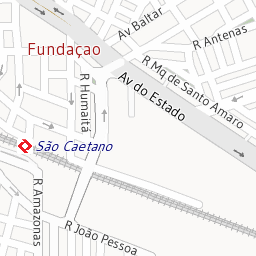 Av Baltar
R Antenas
Fundaçao
R Mq de Santo Amaro
Av do Estado
R Humaitá
São Caetano
R Amazonas
R João Pessoa